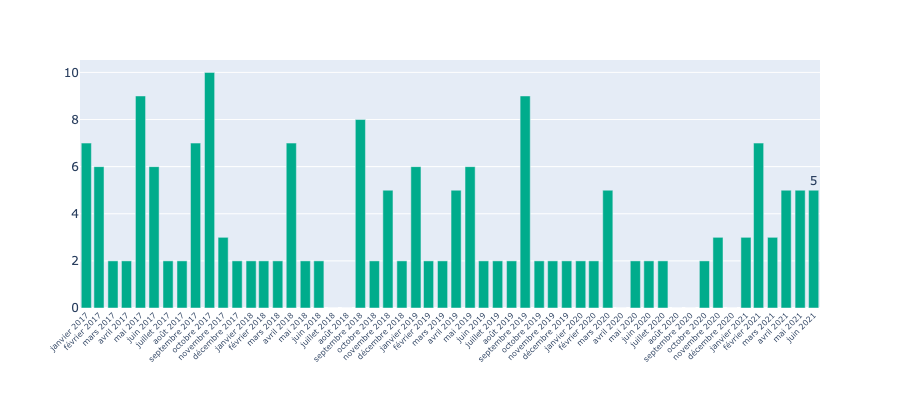 10
8
6
4
2
0
5
janvier 2017
février 2017
mars 2017
avril 2017
mai 2017
juin 2017
juillet 2017
août 2017
septembre 2017
octobre 2017
novembre 2017
décembre 2017
janvier 2018
février 2018
mars 2018
avril 2018
mai 2018
juin 2018
juillet 2018
août 2018
septembre 2018
octobre 2018
novembre 2018
décembre 2018
janvier 2019
février 2019
mars 2019
avril 2019
mai 2019
juin 2019
juillet 2019
août 2019
septembre 2019
octobre 2019
novembre 2019
décembre 2019
janvier 2020
février 2020
mars 2020
avril 2020
mai 2020
juin 2020
juillet 2020
août 2020
septembre 2020
octobre 2020
novembre 2020
décembre 2020
janvier 2021
février 2021
mars 2021
avril 2021
mai 2021
juin 2021